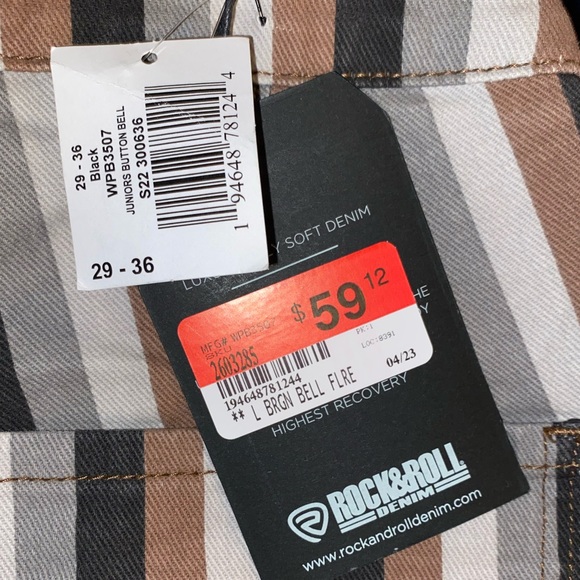 29 - 36
Black
WPB3507
JUNIORS BUTTON BELL
S22 300636
1 94648 78124 4
29 - 36
SOFT DENIM
$59 12
MFG# WPB3507
2603285
194648781244
** L BRGN BELL FLRE
04/23
HIGHEST RECOVERY
ROCK&ROLL
DENIM
www.rockandrolldenim.com